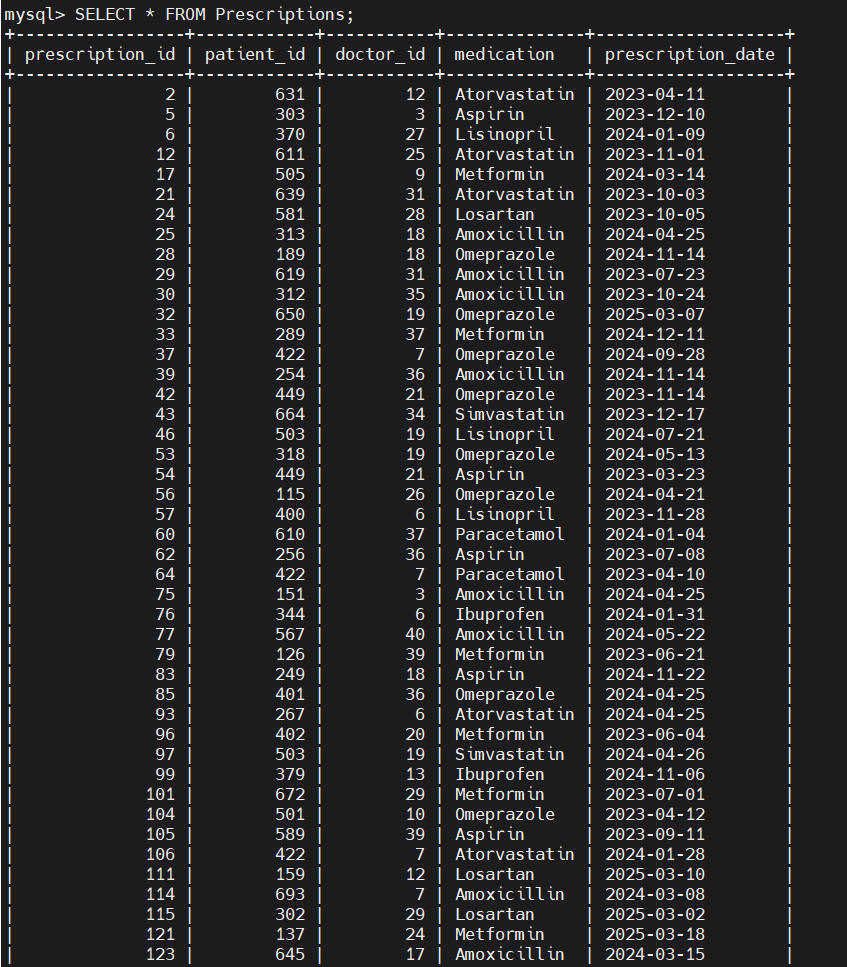 mysql> SELECT * FROM Prescriptions;
+-----------------+------------+-----------+--------------+-------------------+
| prescription_id | patient_id | doctor_id | medication   | prescription_date |
+-----------------+------------+-----------+--------------+-------------------+
|               2 |        631 |        12 | Atorvastatin | 2023-04-11        |
|               5 |        303 |         3 | Aspirin      | 2023-12-10        |
|               6 |        370 |        27 | Lisinopril   | 2024-01-09        |
|              12 |        611 |        25 | Atorvastatin | 2023-11-01        |
|              17 |        505 |         9 | Metformin    | 2024-03-14        |
|              21 |        639 |        31 | Atorvastatin | 2023-10-03        |
|              24 |        581 |        28 | Losartan     | 2023-10-05        |
|              25 |        313 |        18 | Amoxicillin  | 2024-04-25        |
|              28 |        189 |        18 | Omeprazole   | 2024-11-14        |
|              29 |        619 |        31 | Amoxicillin  | 2023-07-23        |
|              30 |        312 |        35 | Amoxicillin  | 2023-10-24        |
|              32 |        650 |        19 | Omeprazole   | 2025-03-07        |
|              33 |        289 |        37 | Metformin    | 2024-12-11        |
|              37 |        422 |         7 | Omeprazole   | 2024-09-28        |
|              39 |        254 |        36 | Amoxicillin  | 2024-11-14        |
|              42 |        449 |        21 | Omeprazole   | 2023-11-14        |
|              43 |        664 |        34 | Simvastatin  | 2023-12-17        |
|              46 |        503 |        19 | Lisinopril   | 2024-07-21        |
|              53 |        318 |        19 | Omeprazole   | 2024-05-13        |
|              54 |        449 |        21 | Aspirin      | 2023-03-23        |
|              56 |        115 |        26 | Omeprazole   | 2024-04-21        |
|              57 |        400 |         6 | Lisinopril   | 2023-11-28        |
|              60 |        610 |        37 | Paracetamol  | 2024-01-04        |
|              62 |        256 |        36 | Aspirin      | 2023-07-08        |
|              64 |        422 |         7 | Paracetamol  | 2023-04-10        |
|              75 |        151 |         3 | Amoxicillin  | 2024-04-25        |
|              76 |        344 |         6 | Ibuprofen    | 2024-01-31        |
|              77 |        567 |        40 | Amoxicillin  | 2024-05-22        |
|              79 |        126 |        39 | Metformin    | 2023-06-21        |
|              83 |        249 |        18 | Aspirin      | 2024-11-22        |
|              85 |        401 |        36 | Omeprazole   | 2024-04-25        |
|              93 |        267 |         6 | Atorvastatin | 2024-04-25        |
|              96 |        402 |        20 | Metformin    | 2023-06-04        |
|              97 |        503 |        19 | Simvastatin  | 2024-04-26        |
|              99 |        379 |        13 | Ibuprofen    | 2024-11-06        |
|             101 |        672 |        29 | Metformin    | 2023-07-01        |
|             104 |        501 |        10 | Omeprazole   | 2023-04-12        |
|             105 |        589 |        39 | Aspirin      | 2023-09-11        |
|             106 |        422 |         7 | Atorvastatin | 2024-01-28        |
|             111 |        159 |        12 | Losartan     | 2025-03-10        |
|             114 |        693 |         7 | Amoxicillin  | 2024-03-08        |
|             115 |        302 |        29 | Losartan     | 2025-03-02        |
|             121 |        137 |        24 | Metformin    | 2025-03-18        |
|             123 |        645 |        17 | Amoxicillin  | 2024-03-15        |